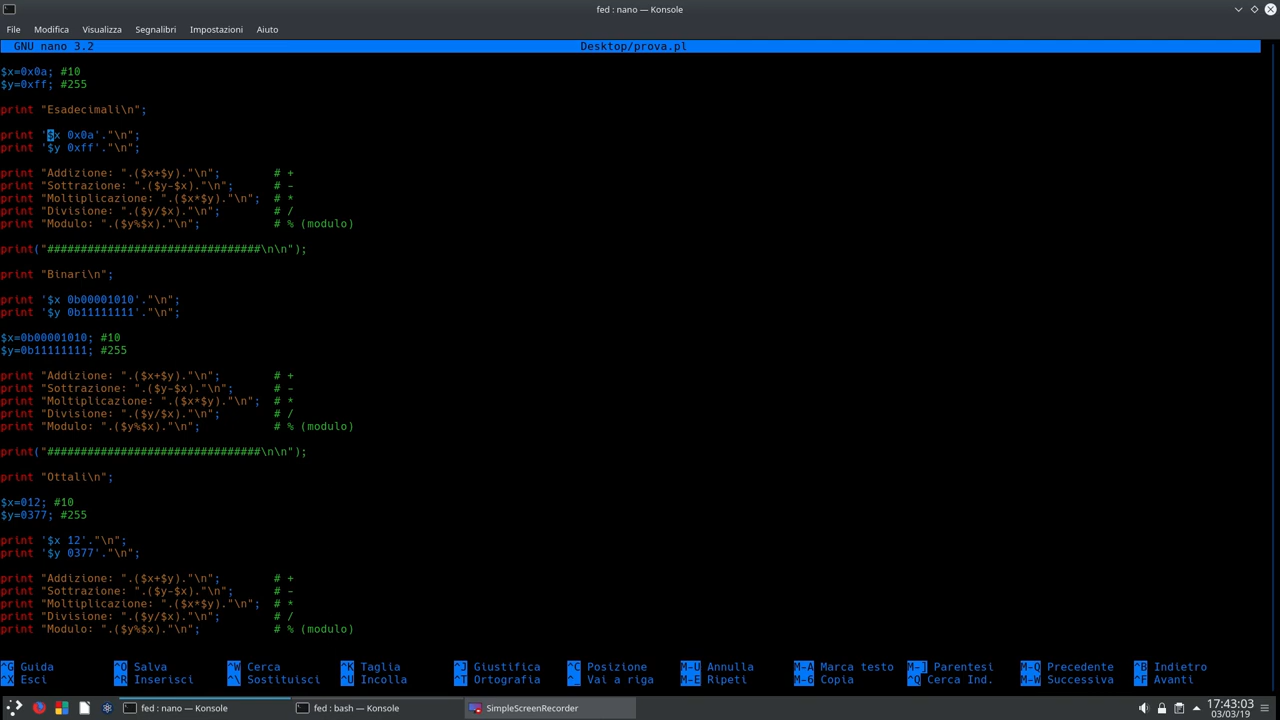 fed : nano — Konsole
File Modifica Visualizza Segnalibri Impostazioni Aiuto
GNU nano 3.2 Desktop/prova.pl
$x=0x0a; #10
$y=0xff; #255
print "Esadecimali\n";
print '$x 0x0a'."\n";
print '$y 0xff'."\n";
print "Addizione: ".($x+$y)."\n"; # +
print "Sottrazione: ".($y-$x)."\n"; # -
print "Moltiplicazione: ".($x*$y)."\n"; # *
print "Divisione: ".($y/$x)."\n"; # /
print "Modulo: ".($y%$x)."\n"; # % (modulo)
print("################################\n\n");
print "Binari\n";
print '$x 0b00001010'."\n";
print '$y 0b11111111'."\n";
$x=0b00001010; #10
$y=0b11111111; #255
print "Addizione: ".($x+$y)."\n"; # +
print "Sottrazione: ".($y-$x)."\n"; # -
print "Moltiplicazione: ".($x*$y)."\n"; # *
print "Divisione: ".($y/$x)."\n"; # /
print "Modulo: ".($y%$x)."\n"; # % (modulo)
print("################################\n\n");
print "Ottali\n";
$x=012; #10
$y=0377; #255
print '$x 12'."\n";
print '$y 0377'."\n";
print "Addizione: ".($x+$y)."\n"; # +
print "Sottrazione: ".($y-$x)."\n"; # -
print "Moltiplicazione: ".($x*$y)."\n"; # *
print "Divisione: ".($y/$x)."\n"; # /
print "Modulo: ".($y%$x)."\n"; # % (modulo)
^G Guida ^O Salva ^W Cerca ^K Taglia ^J Giustifica ^C Posizione M-U Annulla M-A Marca testo M-] Parentesi M-Q Precedente ^B Indietro
^X Esci ^R Inserisci ^\ Sostituisci ^U Incolla ^T Ortografia ^_ Vai a riga M-E Ripeti M-6 Copia ^Q Cerca Ind. M-W Successiva ^F Avanti
fed : nano — Konsole fed : bash — Konsole SimpleScreenRecorder 17:43:03
03/03/19